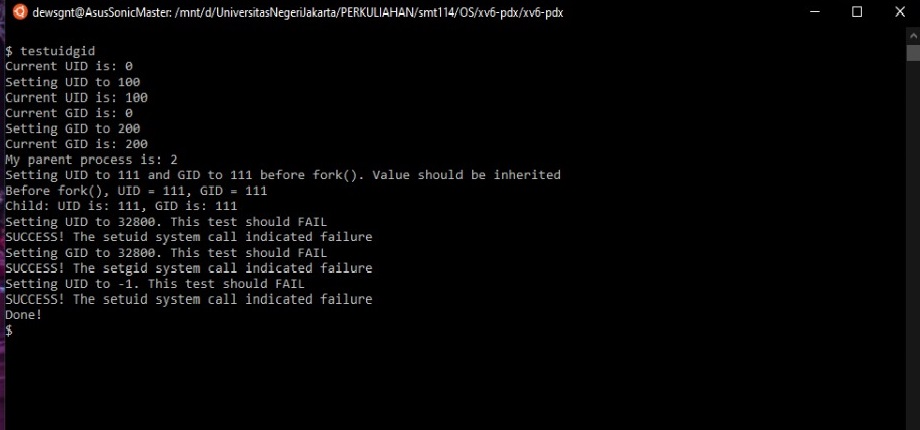 dewsgnt@AsusSonicMaster: /mnt/d/UniversitasNegeriJakarta/PERKULIAHAN/smt114/OS/xv6-pdx/xv6-pdx
$ testuidgid
Current UID is: 0
Setting UID to 100
Current UID is: 100
Current GID is: 0
Setting GID to 200
Current GID is: 200
My parent process is: 2
Setting UID to 111 and GID to 111 before fork(). Value should be inherited
Before fork(), UID = 111, GID = 111
Child: UID is: 111, GID is: 111
Setting UID to 32800. This test should FAIL
SUCCESS! The setuid system call indicated failure
Setting GID to 32800. This test should FAIL
SUCCESS! The setgid system call indicated failure
Setting UID to -1. This test should FAIL
SUCCESS! The setuid system call indicated failure
Done!
$